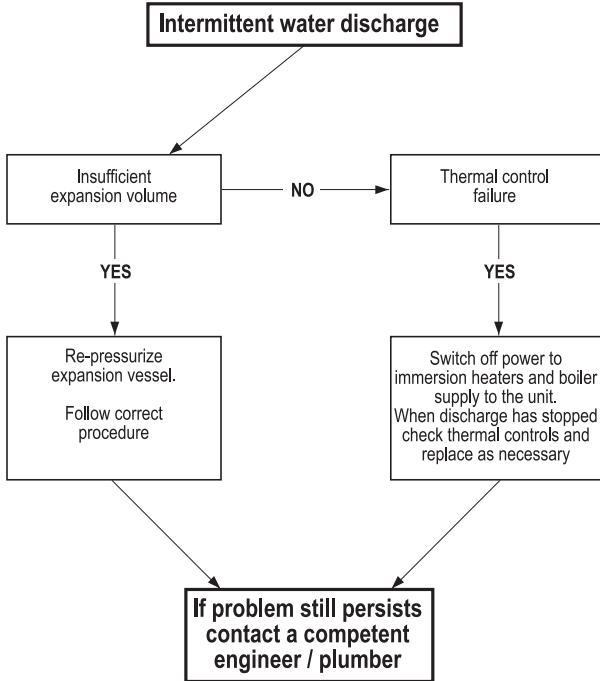 Intermittent water discharge
Insufficient
expansion volume
NO
Thermal control
failure
YES
YES
Re-pressurize
expansion vessel.
Follow correct
procedure
Switch off power to
immersion heaters and boiler
supply to the unit.
When discharge has stopped
check thermal controls and
replace as necessary
If problem still persists
contact a competent
engineer / plumber